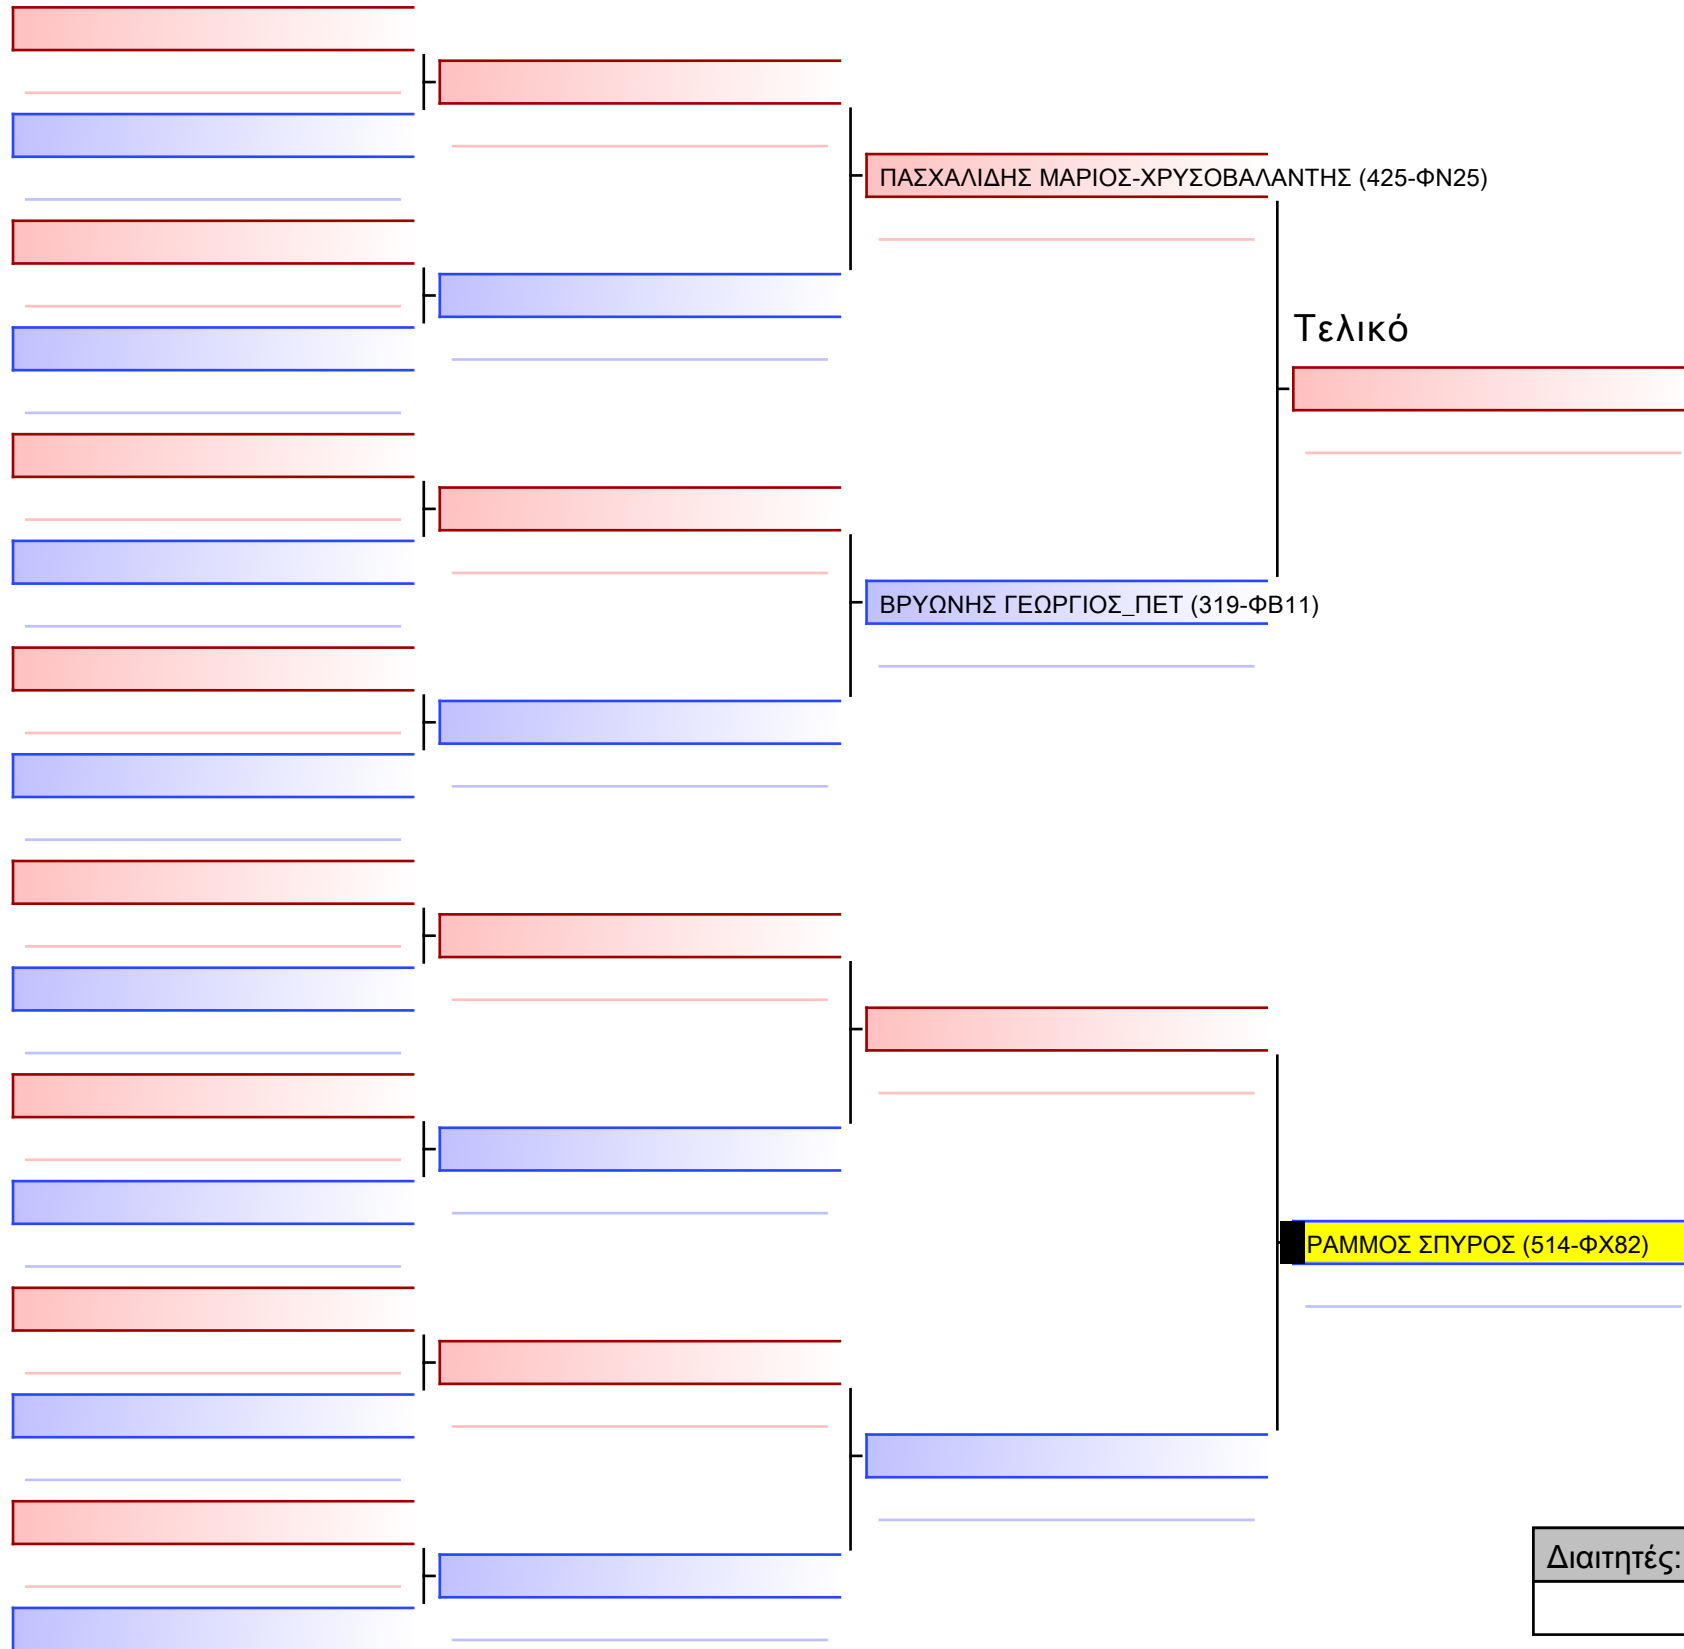 ΠΑΣΧΑΛΙΔΗΣ ΜΑΡΙΟΣ-ΧΡΥΣΟΒΑΛΑΝΤΗΣ (425-ΦΝ25)
Τελικό
ΒΡΥΩΝΗΣ ΓΕΩΡΓΙΟΣ_ΠΕΤ (319-ΦΒ11)
ΡΑΜΜΟΣ ΣΠΥΡΟΣ (514-ΦΧ82)
Διαιτητές: